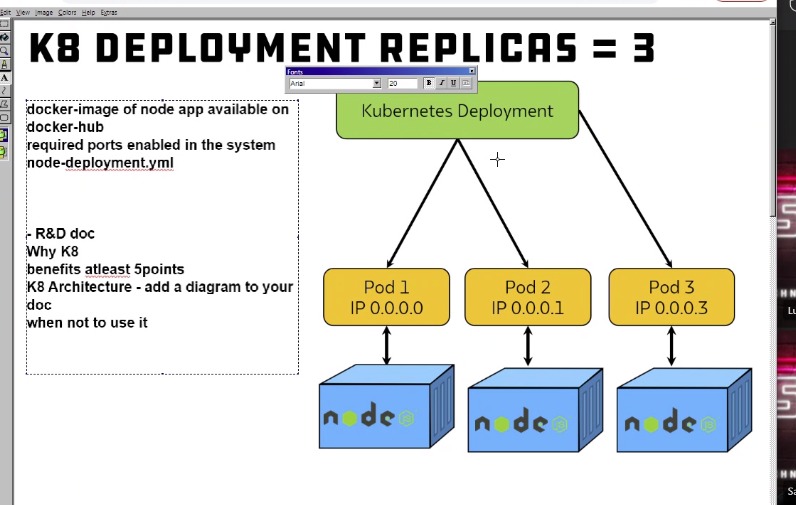 Edit View Image Colors Help Extras
K8 DEPLOYMENT REPLICAS = 3
Fonts
Arial
20
B I U
Kubernetes Deployment
docker-image of node app available on
docker-hub
required ports enabled in the system
node-deployment.yml
- R&D doc
Why K8
benefits atleast 5points
K8 Architecture - add a diagram to your
doc
when not to use it
Pod 1
IP 0.0.0.0
Pod 2
IP 0.0.0.1
Pod 3
IP 0.0.0.3
node
node
node